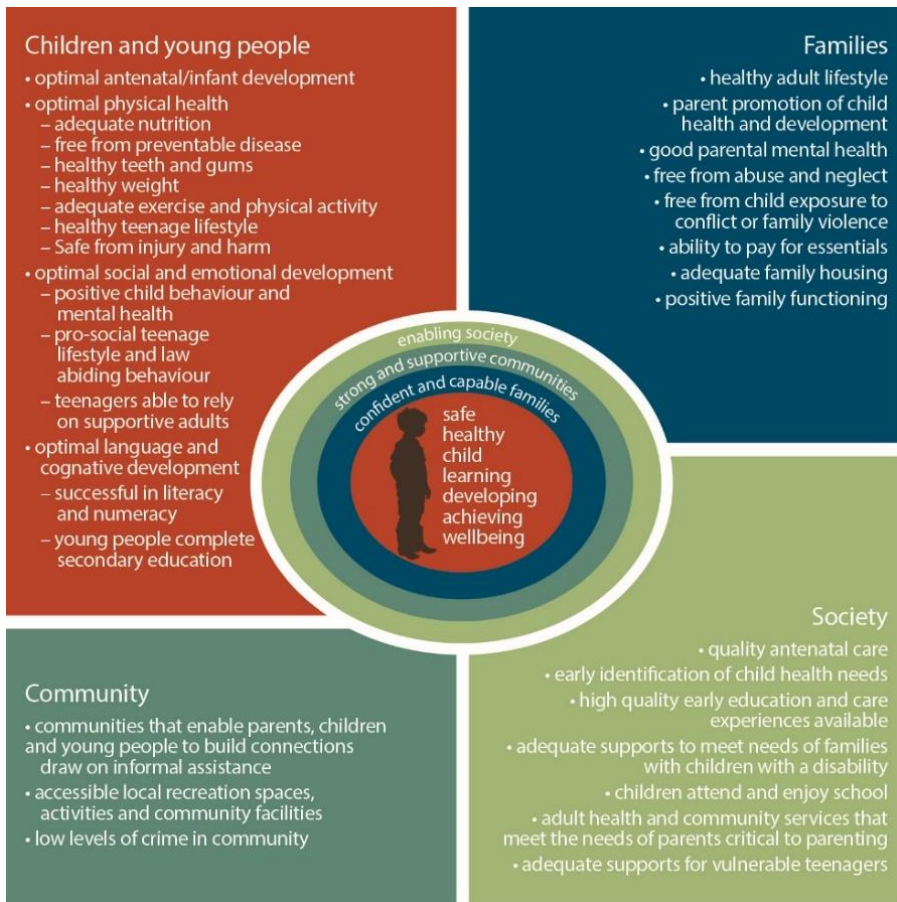 Children and young people
• optimal antenatal/infant development
• optimal physical health
– adequate nutrition
– free from preventable disease
– healthy teeth and gums
– healthy weight
– adequate exercise and physical activity
– healthy teenage lifestyle
– Safe from injury and harm
• optimal social and emotional development
– positive child behaviour and
mental health
– pro-social teenage
lifestyle and law
abiding behaviour
– teenagers able to rely
on supportive adults
• optimal language and
cognative development
– successful in literacy
and numeracy
– young people complete
secondary education
Families
• healthy adult lifestyle
• parent promotion of child
health and development
• good parental mental health
• free from abuse and neglect
• free from child exposure to
conflict or family violence
• ability to pay for essentials
• adequate family housing
• positive family functioning
enabling society
strong and supportive communities
confident and capable families
safe
healthy
child
learning
developing
achieving
wellbeing
Community
• communities that enable parents, children
and young people to build connections
draw on informal assistance
• accessible local recreation spaces,
activities and community facilities
• low levels of crime in community
Society
• quality antenatal care
• early identification of child health needs
• high quality early education and care
experiences available
• adequate supports to meet needs of families
with children with a disability
• children attend and enjoy school
• adult health and community services that
meet the needs of parents critical to parenting
• adequate supports for vulnerable teenagers